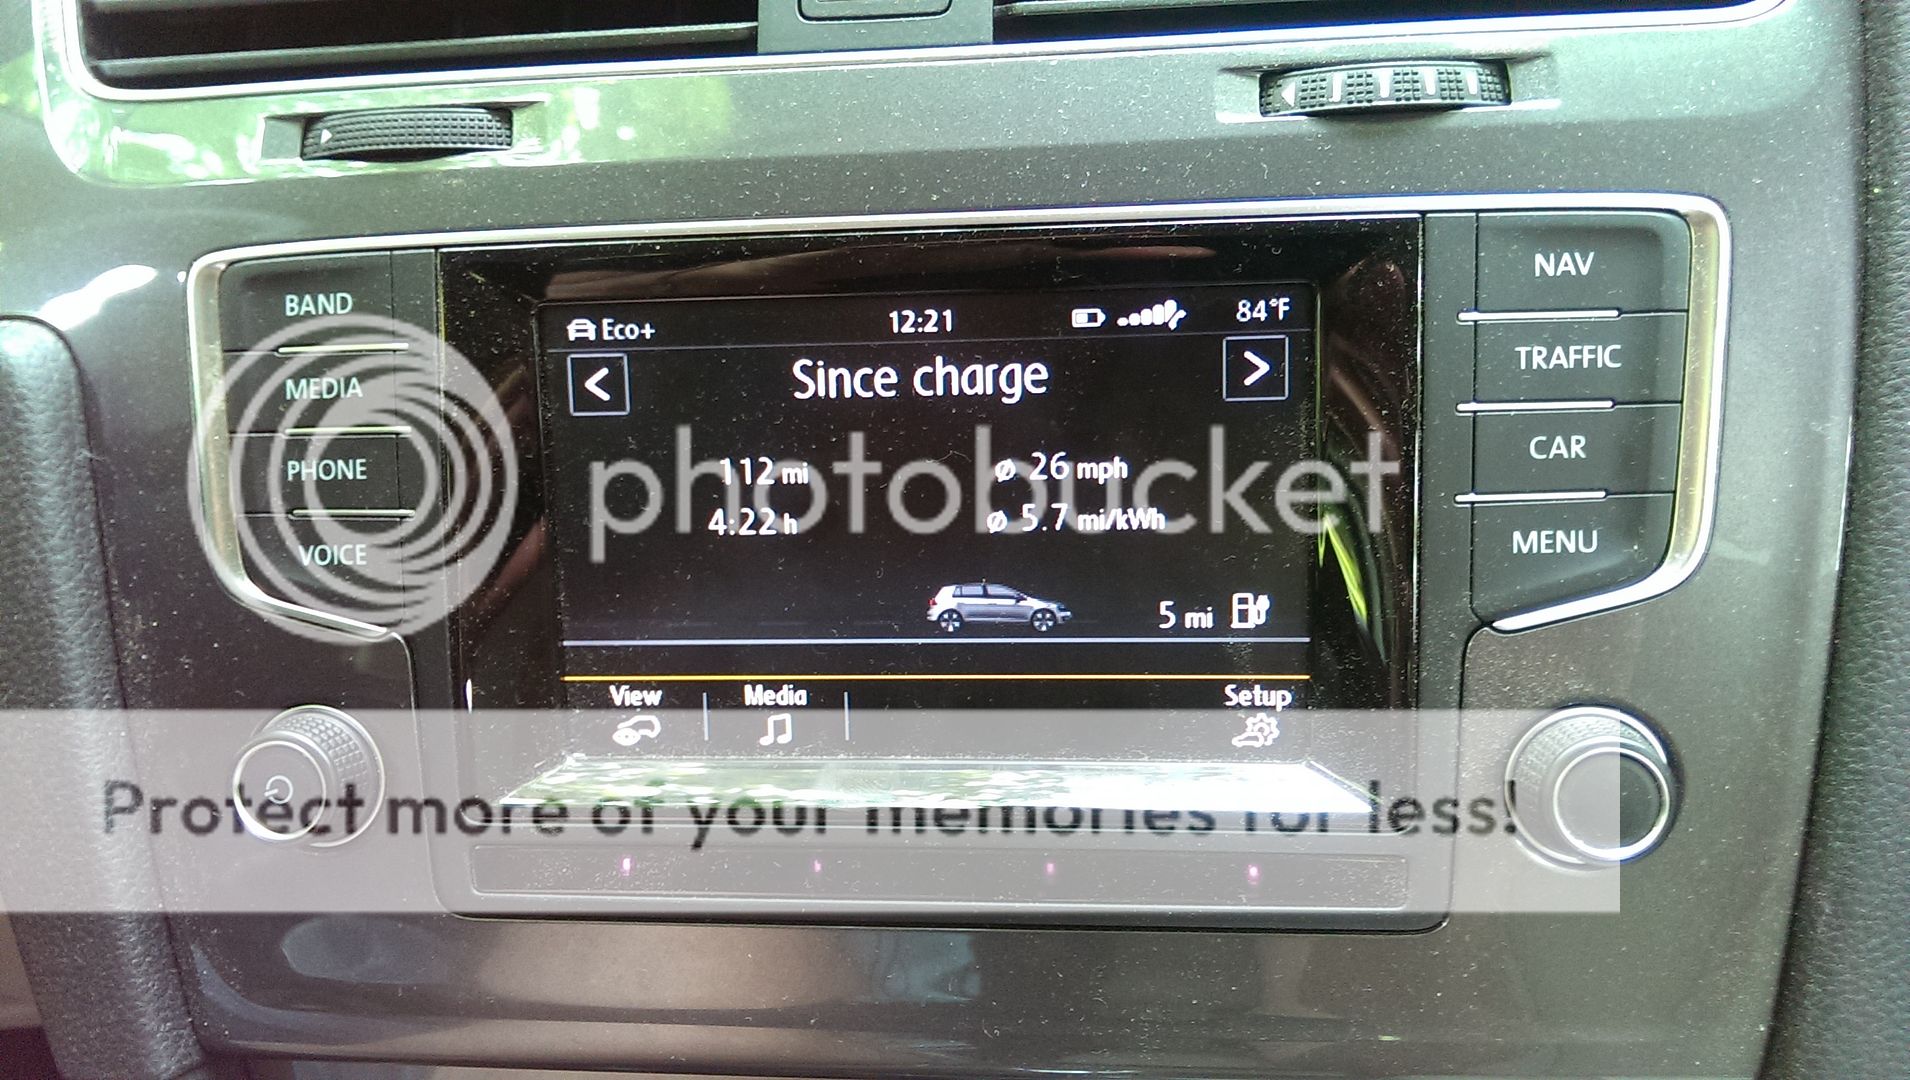 BAND
MEDIA
PHONE
VOICE
Eco+
12:21
84°F
<
Since charge
>
112 mi
ø 26 mph
4:22 h
ø 5.7 mi/kWh
5 mi
View
Media
Setup
NAV
TRAFFIC
CAR
MENU
photobucket
Protect more of your memories for less!